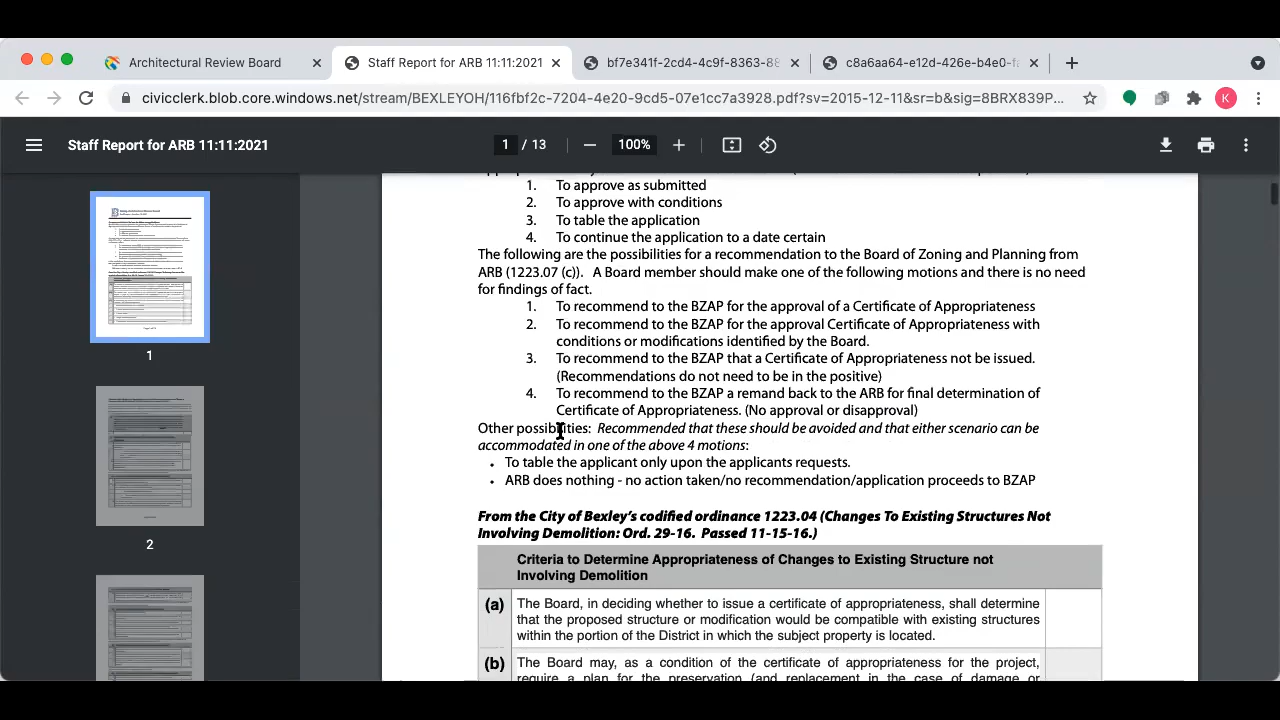 Architectural Review Board
Staff Report for ARB 11:11:2021
bf7e341f-2cd4-4c9f-8363-88
c8a6aa64-e12d-426e-b4e0-fa
civicclerk.blob.core.windows.net/stream/BEXLEYOH/116fbf2c-7204-4e20-9cd5-07e1cc7a3928.pdf?sv=2015-12-11&sr=b&sig=8BRX839P...
K
Staff Report for ARB 11:11:2021
1 / 13
100%
1
2
1. To approve as submitted
2. To approve with conditions
3. To table the application
4. To continue the application to a date certain
The following are the possibilities for a recommendation to the Board of Zoning and Planning from
ARB (1223.07 (c)). A Board member should make one of the following motions and there is no need
for findings of fact.
1. To recommend to the BZAP for the approval of a Certificate of Appropriateness
2. To recommend to the BZAP for the approval Certificate of Appropriateness with
conditions or modifications identified by the Board.
3. To recommend to the BZAP that a Certificate of Appropriateness not be issued.
(Recommendations do not need to be in the positive)
4. To recommend to the BZAP a remand back to the ARB for final determination of
Certificate of Appropriateness. (No approval or disapproval)
Other possibilities: Recommended that these should be avoided and that either scenario can be
accommodated in one of the above 4 motions:
• To table the applicant only upon the applicants requests.
• ARB does nothing - no action taken/no recommendation/application proceeds to BZAP
From the City of Bexley's codified ordinance 1223.04 (Changes To Existing Structures Not
Involving Demolition: Ord. 29-16. Passed 11-15-16.)
Criteria to Determine Appropriateness of Changes to Existing Structure not
Involving Demolition
(a) The Board, in deciding whether to issue a certificate of appropriateness, shall determine
that the proposed structure or modification would be compatible with existing structures
within the portion of the District in which the subject property is located.
(b) The Board may, as a condition of the certificate of appropriateness for the project,
require a plan for the preservation (and replacement in the case of damage or